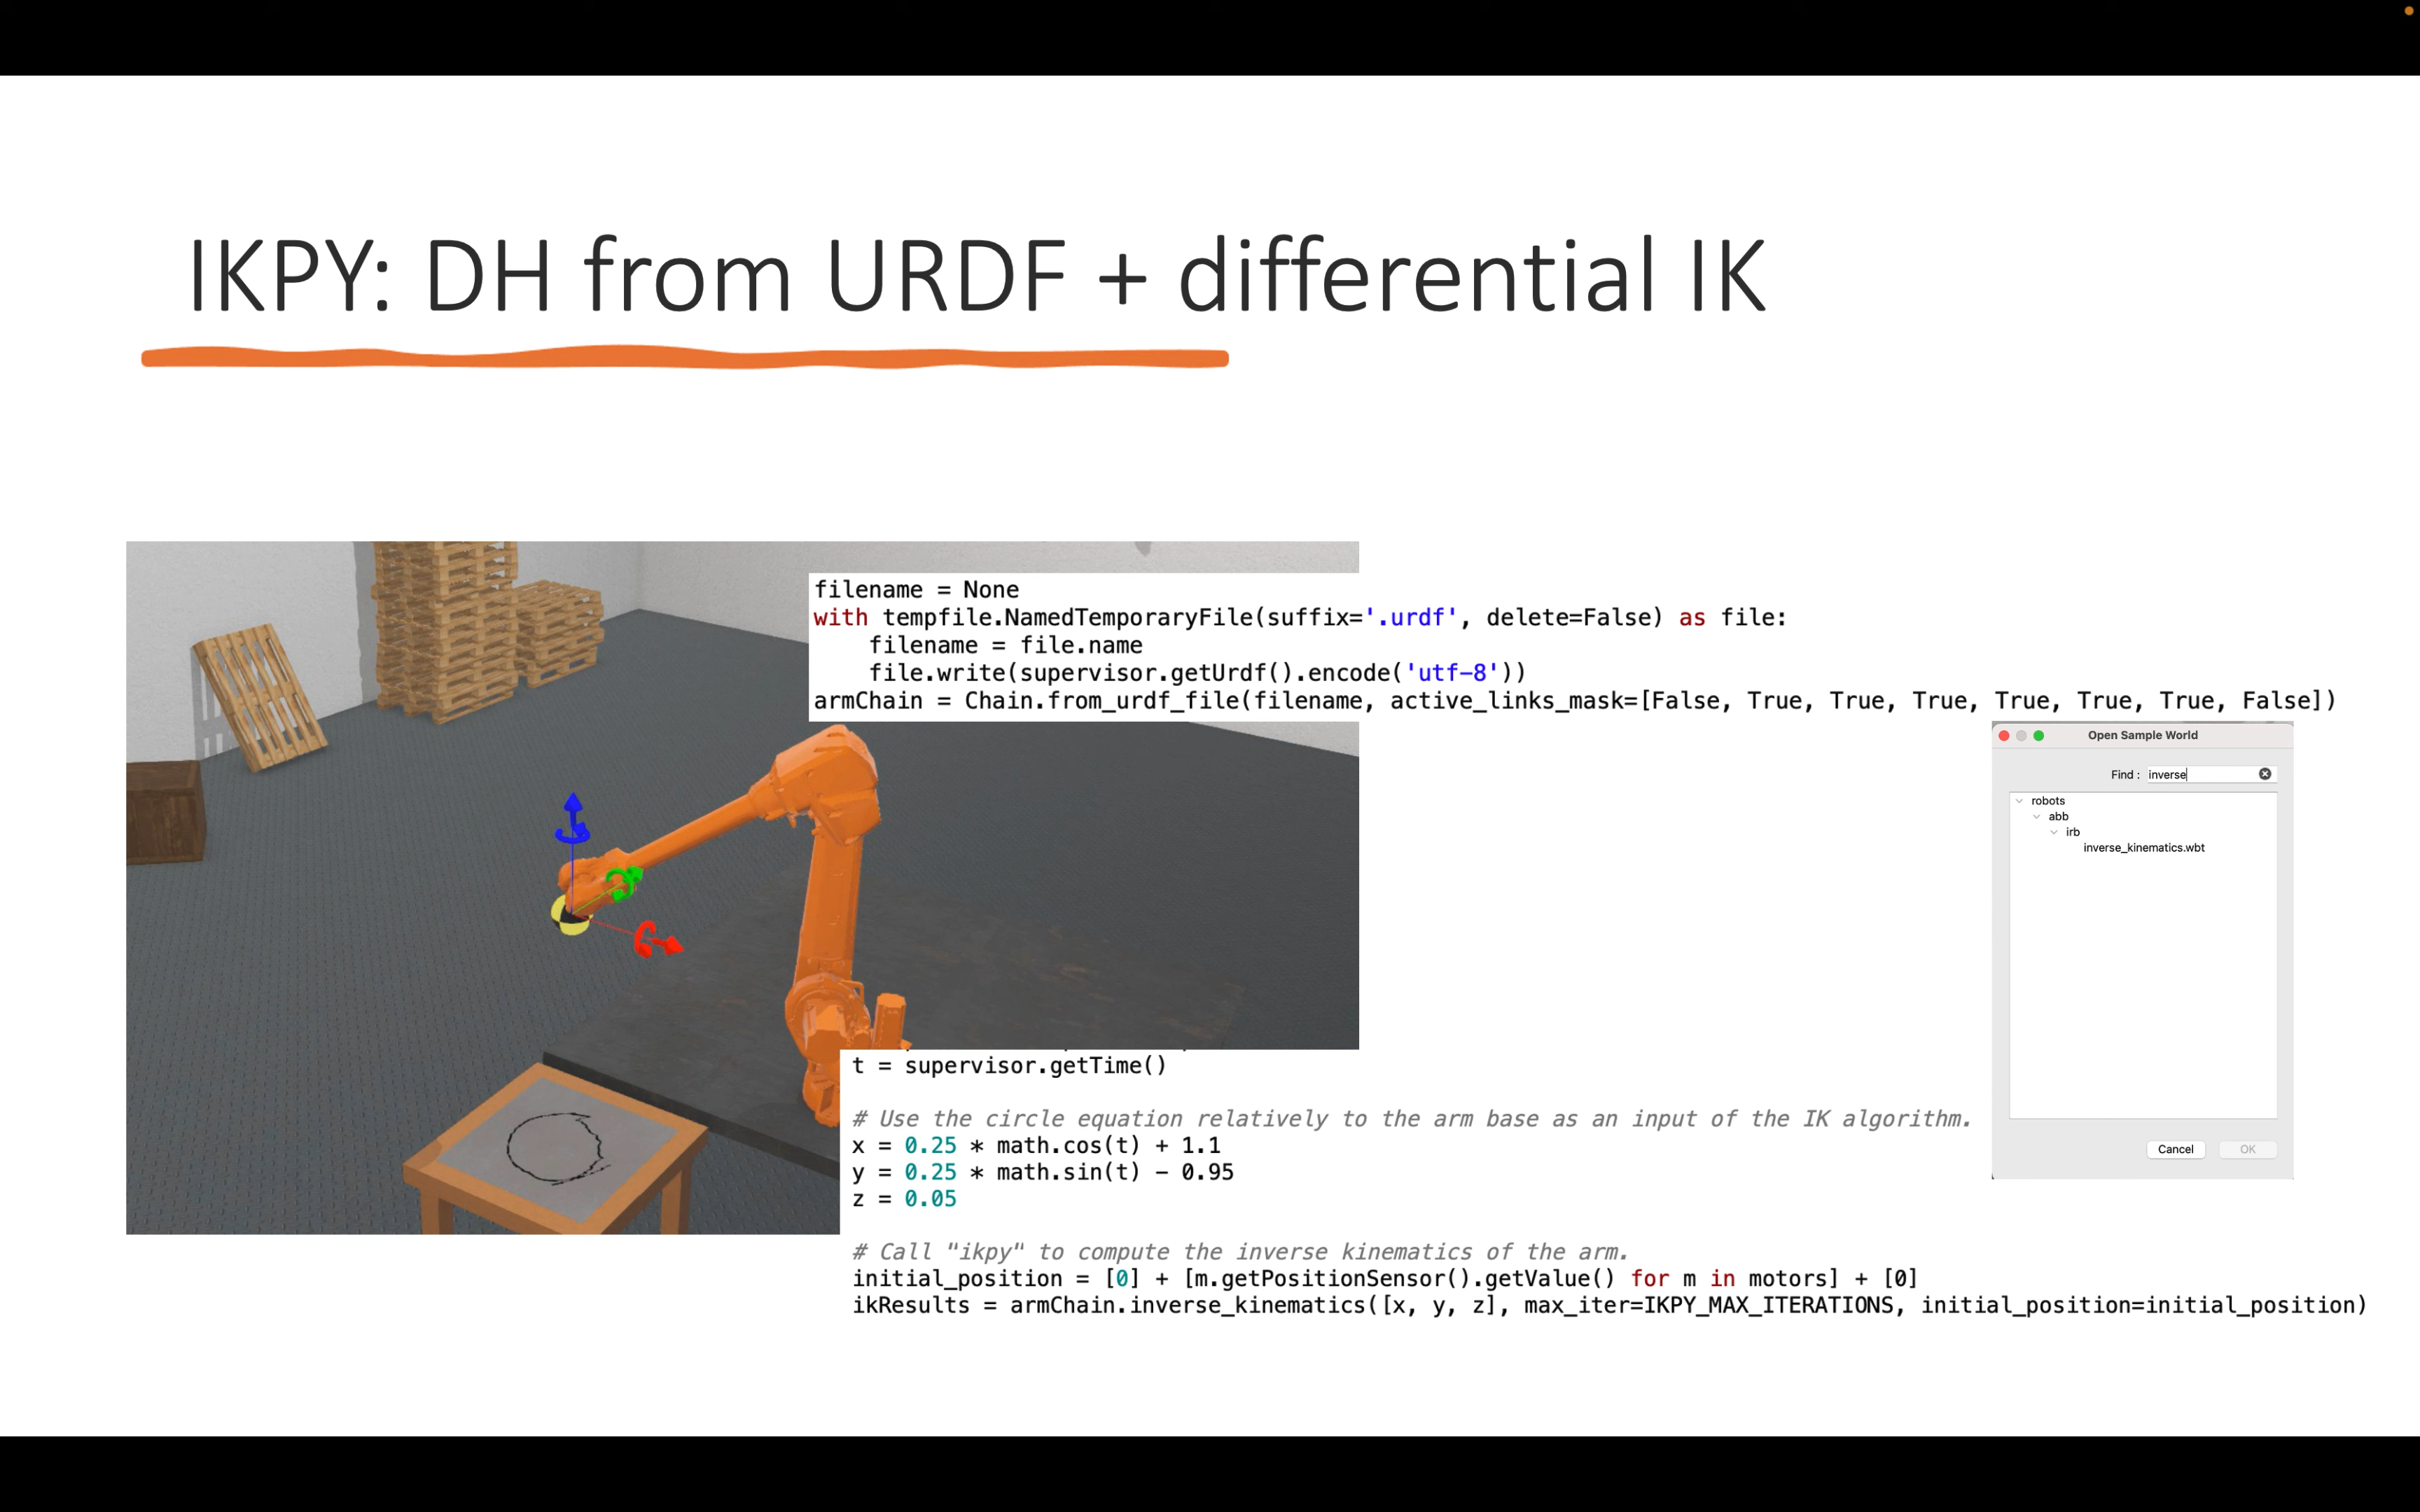 IKPY: DH from URDF + differential IK
filename = None
with tempfile.NamedTemporaryFile(suffix='.urdf', delete=False) as file:
    filename = file.name
    file.write(supervisor.getUrdf().encode('utf-8'))
armChain = Chain.from_urdf_file(filename, active_links_mask=[False, True, True, True, True, True, True, False])
Open Sample World
Find : inverse
robots
abb
irb
inverse_kinematics.wbt
Cancel
OK
t = supervisor.getTime()
# Use the circle equation relatively to the arm base as an input of the IK algorithm.
x = 0.25 * math.cos(t) + 1.1
y = 0.25 * math.sin(t) - 0.95
z = 0.05
# Call "ikpy" to compute the inverse kinematics of the arm.
initial_position = [0] + [m.getPositionSensor().getValue() for m in motors] + [0]
ikResults = armChain.inverse_kinematics([x, y, z], max_iter=IKPY_MAX_ITERATIONS, initial_position=initial_position)